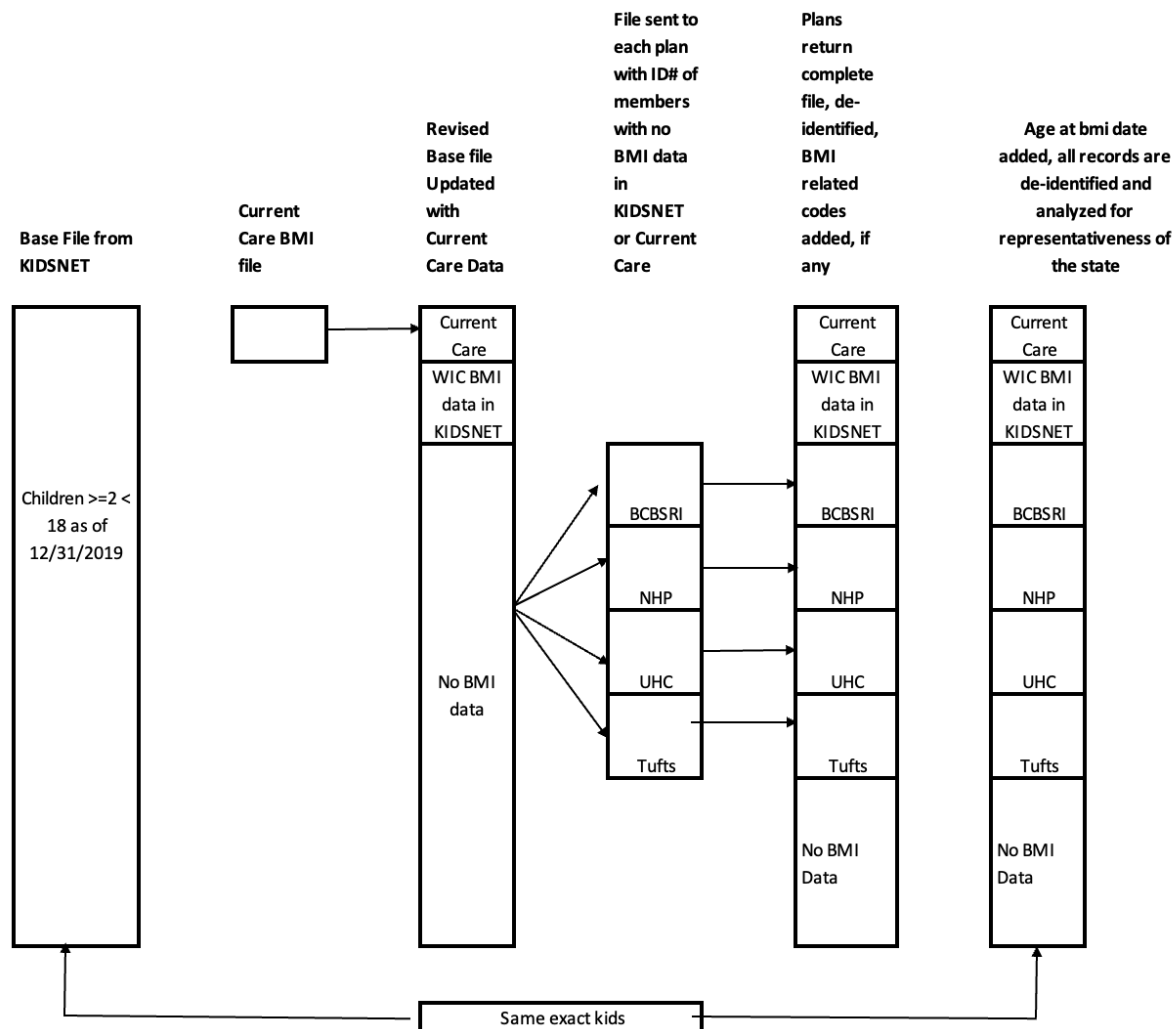 Base File from
KIDSNET
Current
Care BMI
file
Revised
Base file
Updated
with
Current
Care Data
File sent to
each plan
with ID# of
members
with no
BMI data
in
KIDSNET
or Current
Care
Plans
return
complete
file, de-
identified,
BMI
related
codes
added, if
any
Age at bmi date
added, all records are
de-identified and
analyzed for
representativeness of
the state
Children >=2 <
18 as of
12/31/2019
Current
Care
WIC BMI
data in
KIDSNET
No BMI
data
BCBSRI
NHP
UHC
Tufts
Current
Care
WIC BMI
data in
KIDSNET
BCBSRI
NHP
UHC
Tufts
No BMI
Data
Current
Care
WIC BMI
data in
KIDSNET
BCBSRI
NHP
UHC
Tufts
No BMI
Data
Same exact kids